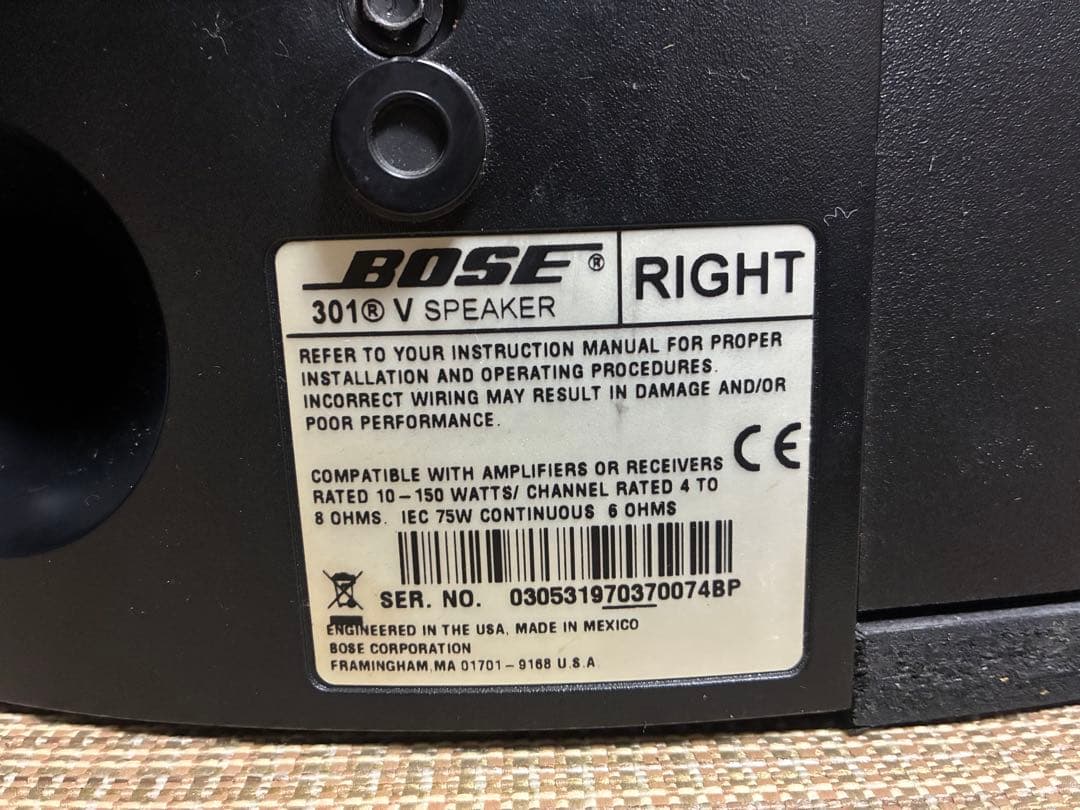 BOSE®
301® V SPEAKER
RIGHT
REFER TO YOUR INSTRUCTION MANUAL FOR PROPER
INSTALLATION AND OPERATING PROCEDURES.
INCORRECT WIRING MAY RESULT IN DAMAGE AND/OR
POOR PERFORMANCE.
CE
COMPATIBLE WITH AMPLIFIERS OR RECEIVERS
RATED 10–150 WATTS/ CHANNEL RATED 4 TO
8 OHMS. IEC 75W CONTINUOUS 6 OHMS
SER. NO. 030531970370074BP
ENGINEERED IN THE USA, MADE IN MEXICO
BOSE CORPORATION
FRAMINGHAM,MA 01701–9168 U.S.A.